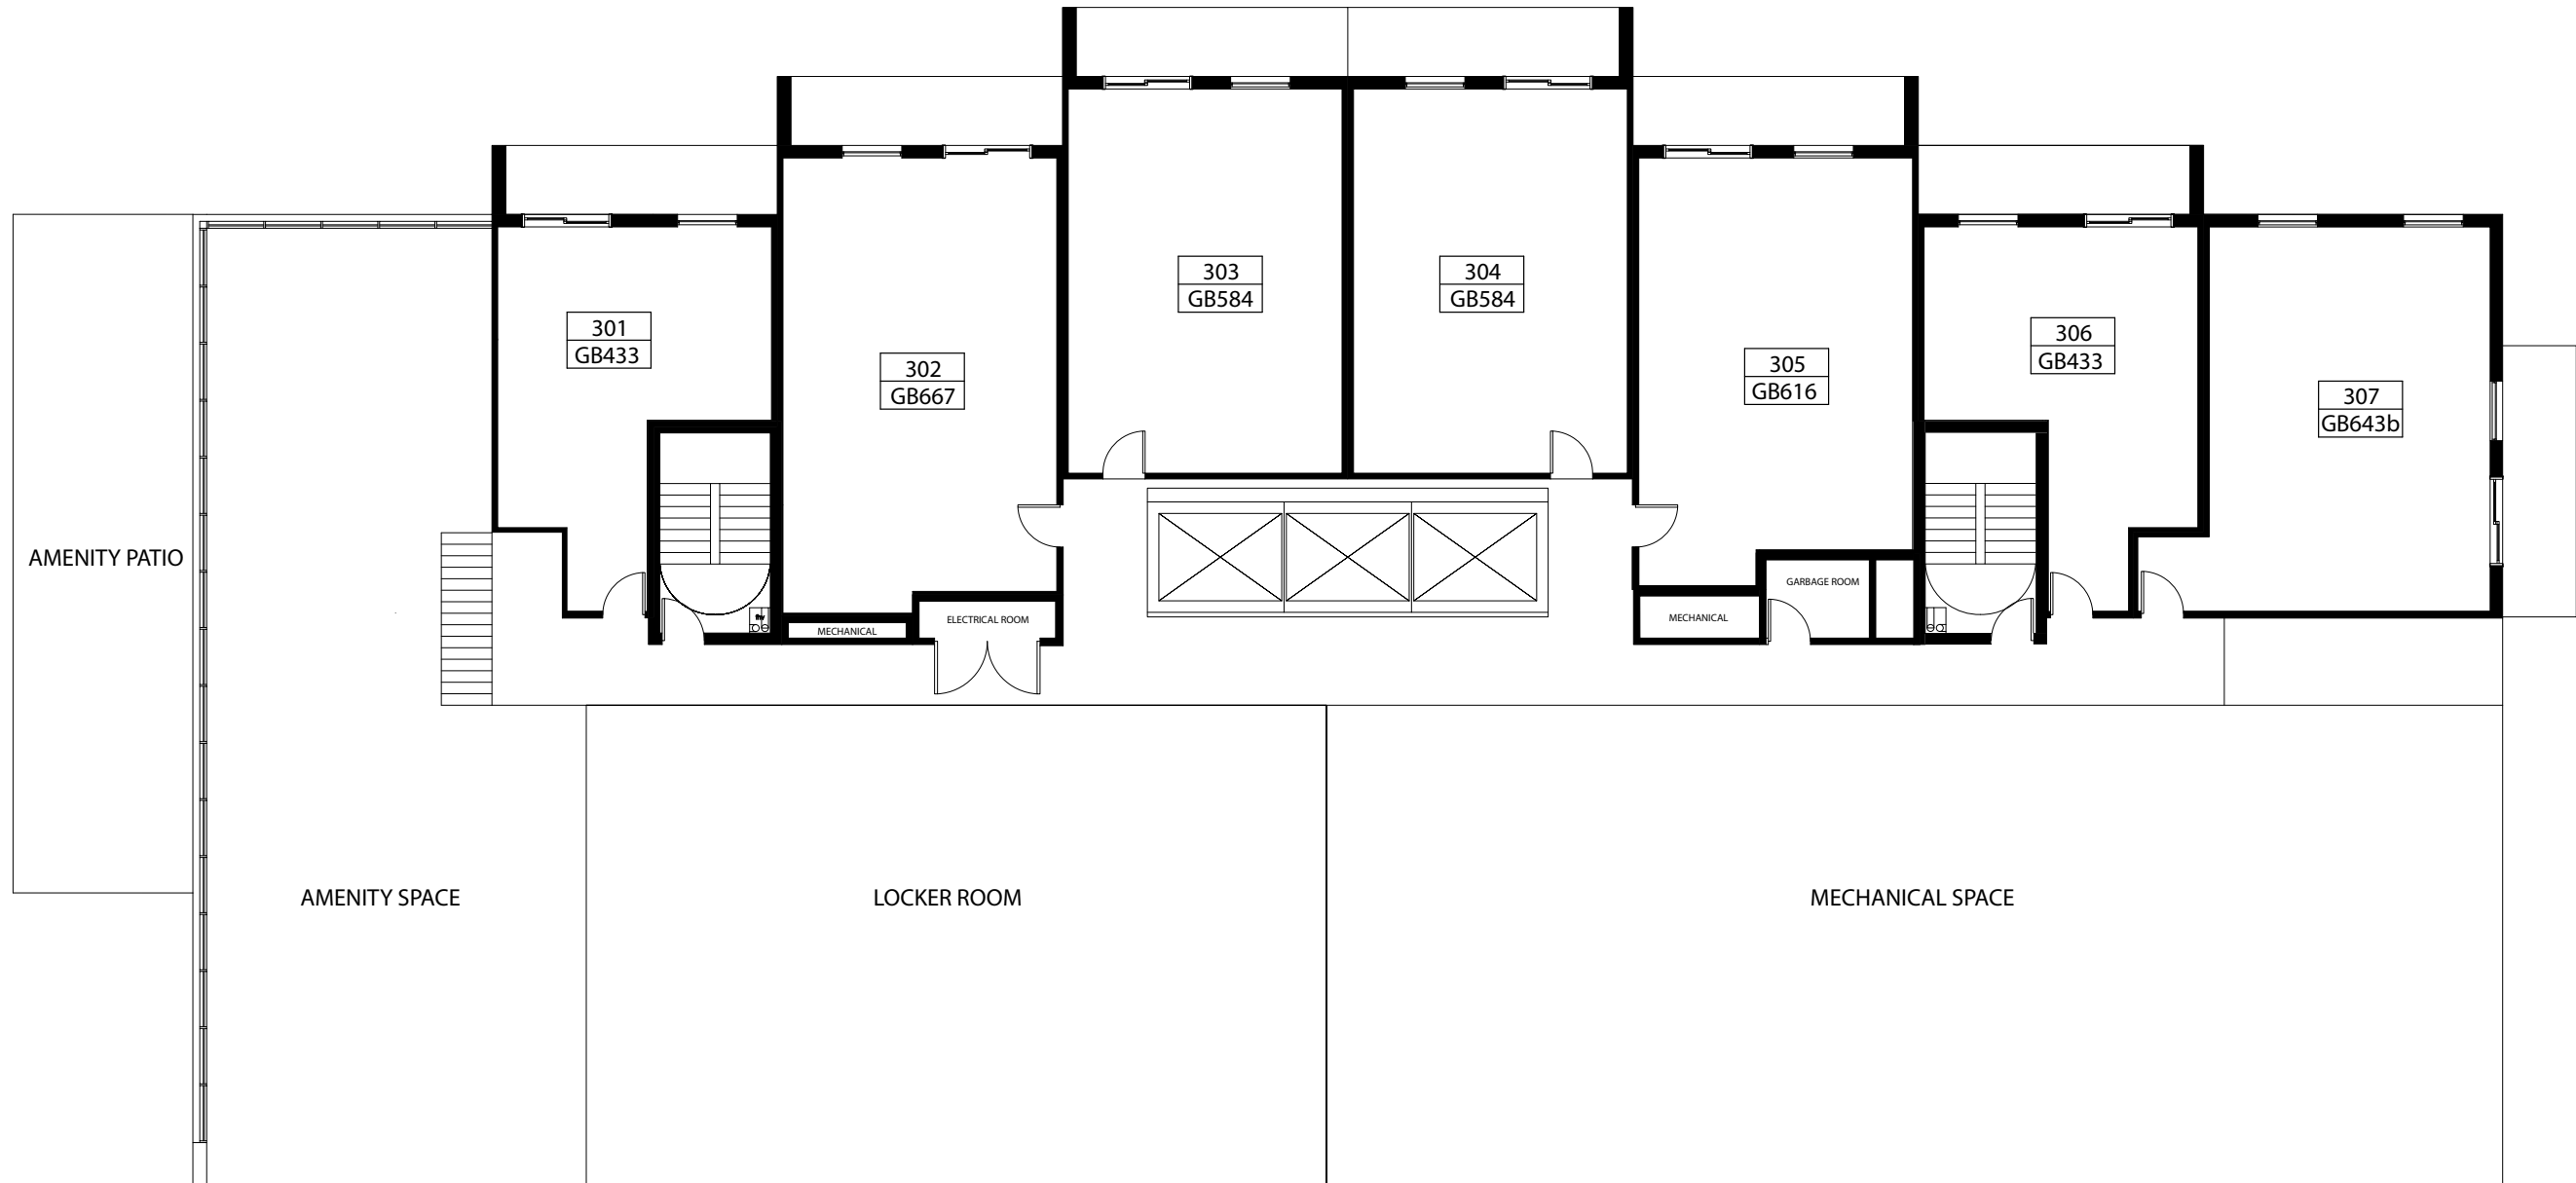 303
GB584
304
GB584
301
GB433
306
GB433
302
GB667
305
GB616
307
GB643b
AMENITY PATIO
GARBAGE ROOM
ELECTRICAL ROOM
MECHANICAL
MECHANICAL
AMENITY SPACE
LOCKER ROOM
MECHANICAL SPACE